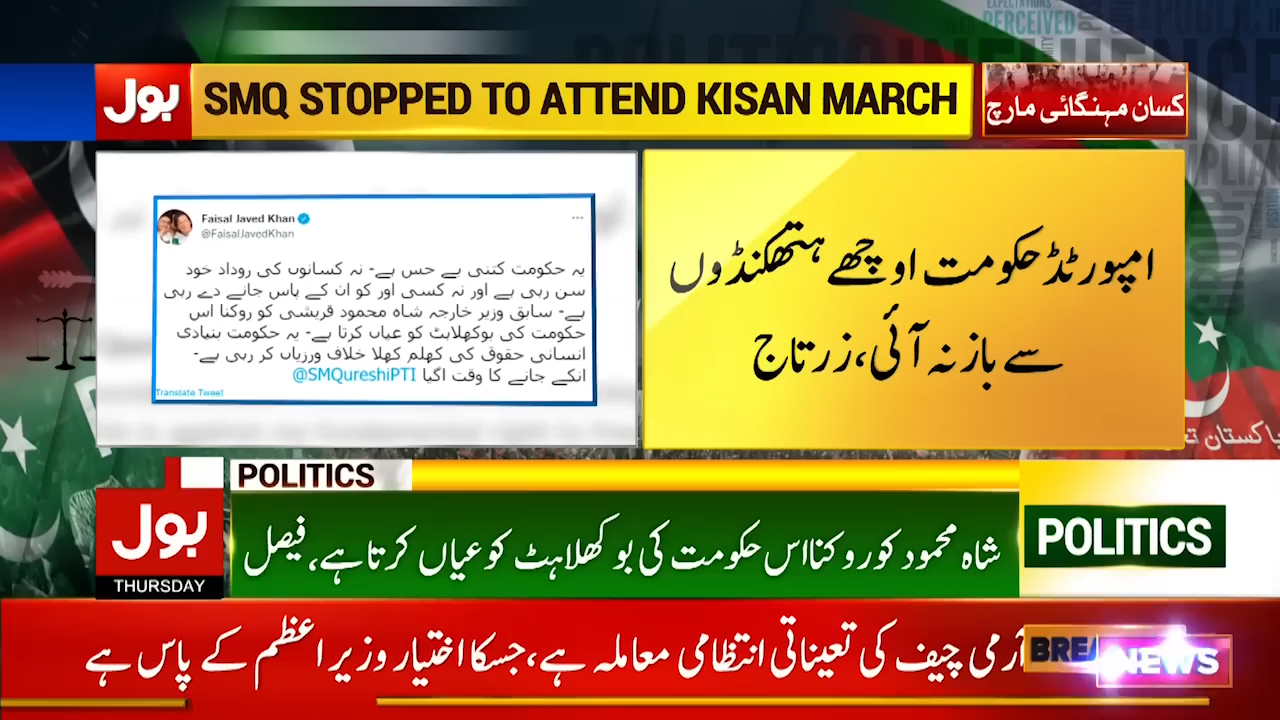 EXPECTATIONS
PERCEIVED
INFLUENCE
GROUP
بول
SMQ STOPPED TO ATTEND KISAN MARCH
کسان مہنگائی مارچ
Faisal Javed Khan
@FaisalJavedKhan
یہ حکومت کتنی بے حس ہے- نہ کسانوں کی روداد خود
سن رہی ہے اور نہ کسی اور کو ان کے پاس جانے دے رہی
ہے- سابق وزیر خارجہ شاہ محمود قریشی کو روکنا اس
حکومت کی بوکھلاہٹ کو عیاں کرتا ہے- یہ حکومت بنیادی
انسانی حقوق کی کھلم کھلا خلاف ورزیاں کر رہی ہے-
انکے جانے کا وقت اگیا @SMQureshiPTI
Translate Tweet
امپورٹڈ حکومت اوچھے ہتھکنڈوں
سے باز نہ آئی، زرتاج
POLITICS
بول
THURSDAY
شاہ محمود کو روکنا اس حکومت کی بوکھلاہٹ کو عیاں کرتا ہے، فیصل
POLITICS
آرمی چیف کی تعیناتی انتظامی معاملہ ہے، جسکا اختیار وزیراعظم کے پاس ہے
NEWS